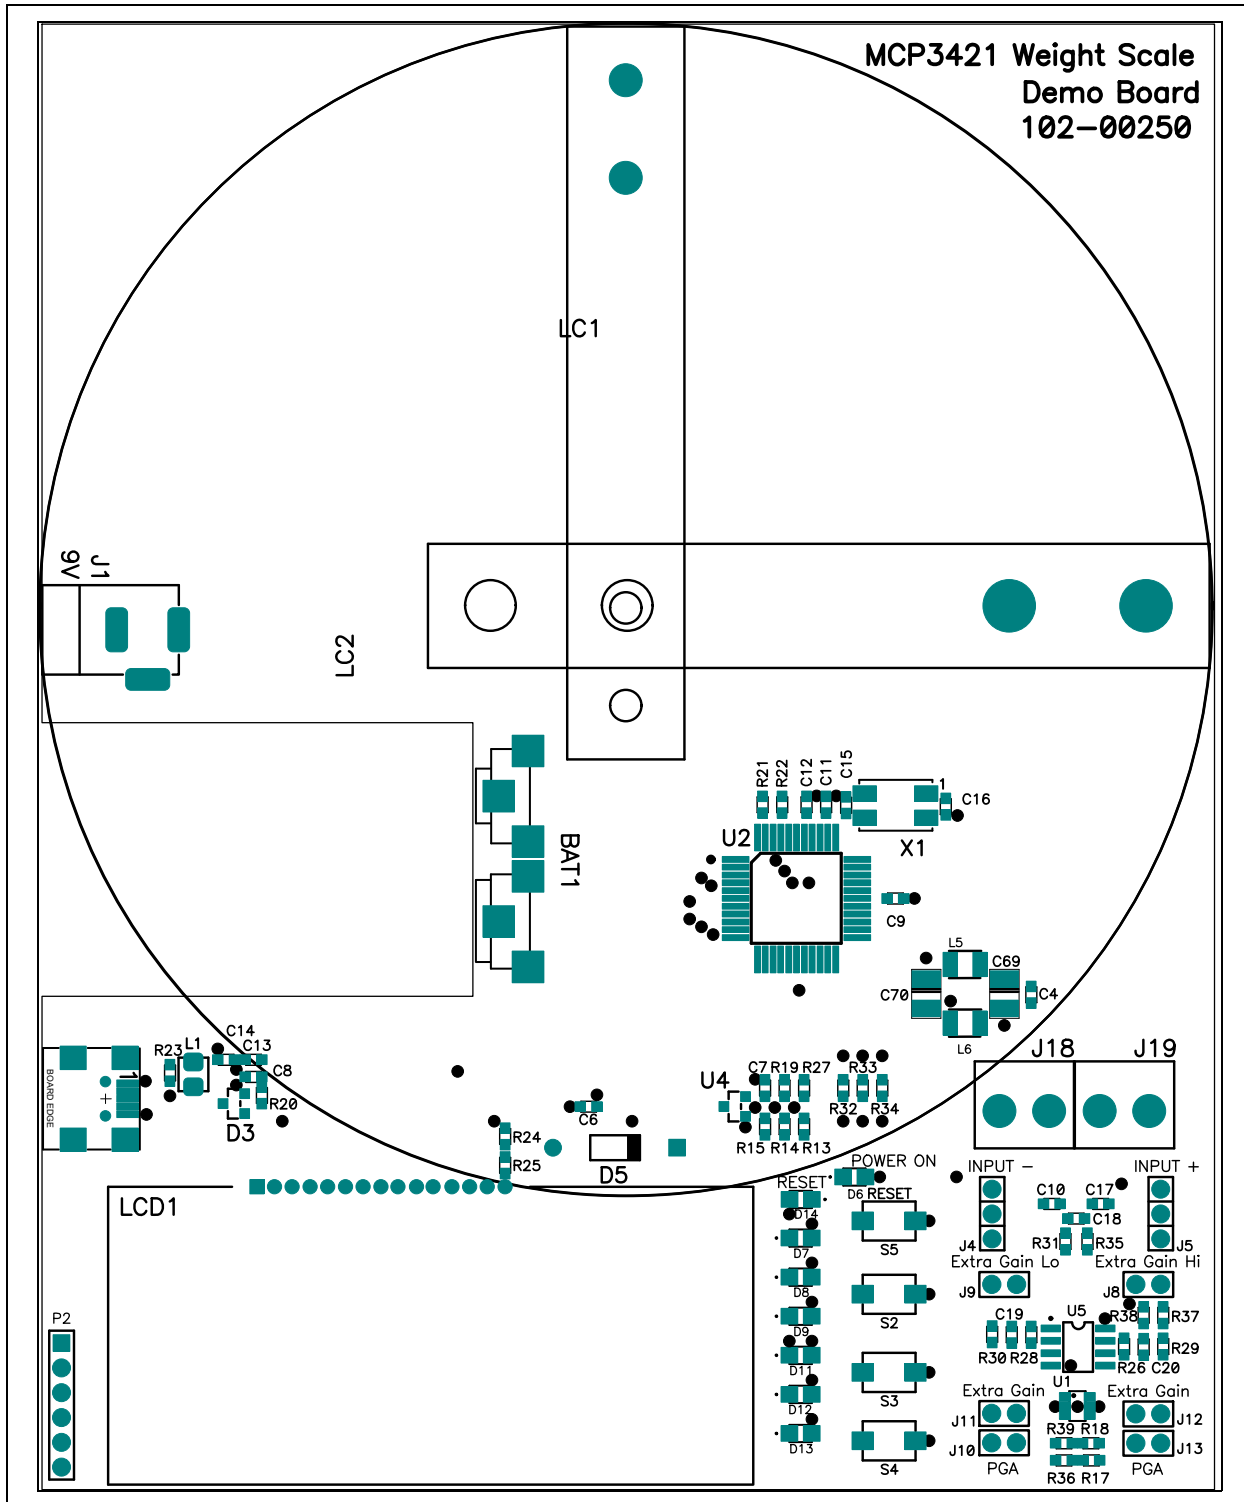 MCP3421 Weight Scale
Demo Board
102-00250
LC1
J1
9V
LC2
R21
R22
C12
C11
C15
1
C16
U2
X1
BAT1
C9
L5
C69
C70
C4
L6
J18
J19
C14
L1
C13
R23
C8
1
BOARD EDGE
R20
D3
C7
R19
R27
R33
U4
R32
R34
C6
R15
R14
R13
R24
R25
D5
POWER ON
INPUT -
INPUT +
RESET
D6
RESET
LCD1
D14
C10
C17
C18
D7
S5
J4
R31
R35
J5
Extra Gain Lo
Extra Gain Hi
D8
J9
J8
S2
P2
D9
C19
U5
R38
R37
D11
R30
R28
R26
C20
R29
S3
U1
Extra Gain
Extra Gain
D12
J11
J12
R39
R18
D13
J10
J13
S4
PGA
R36
R17
PGA